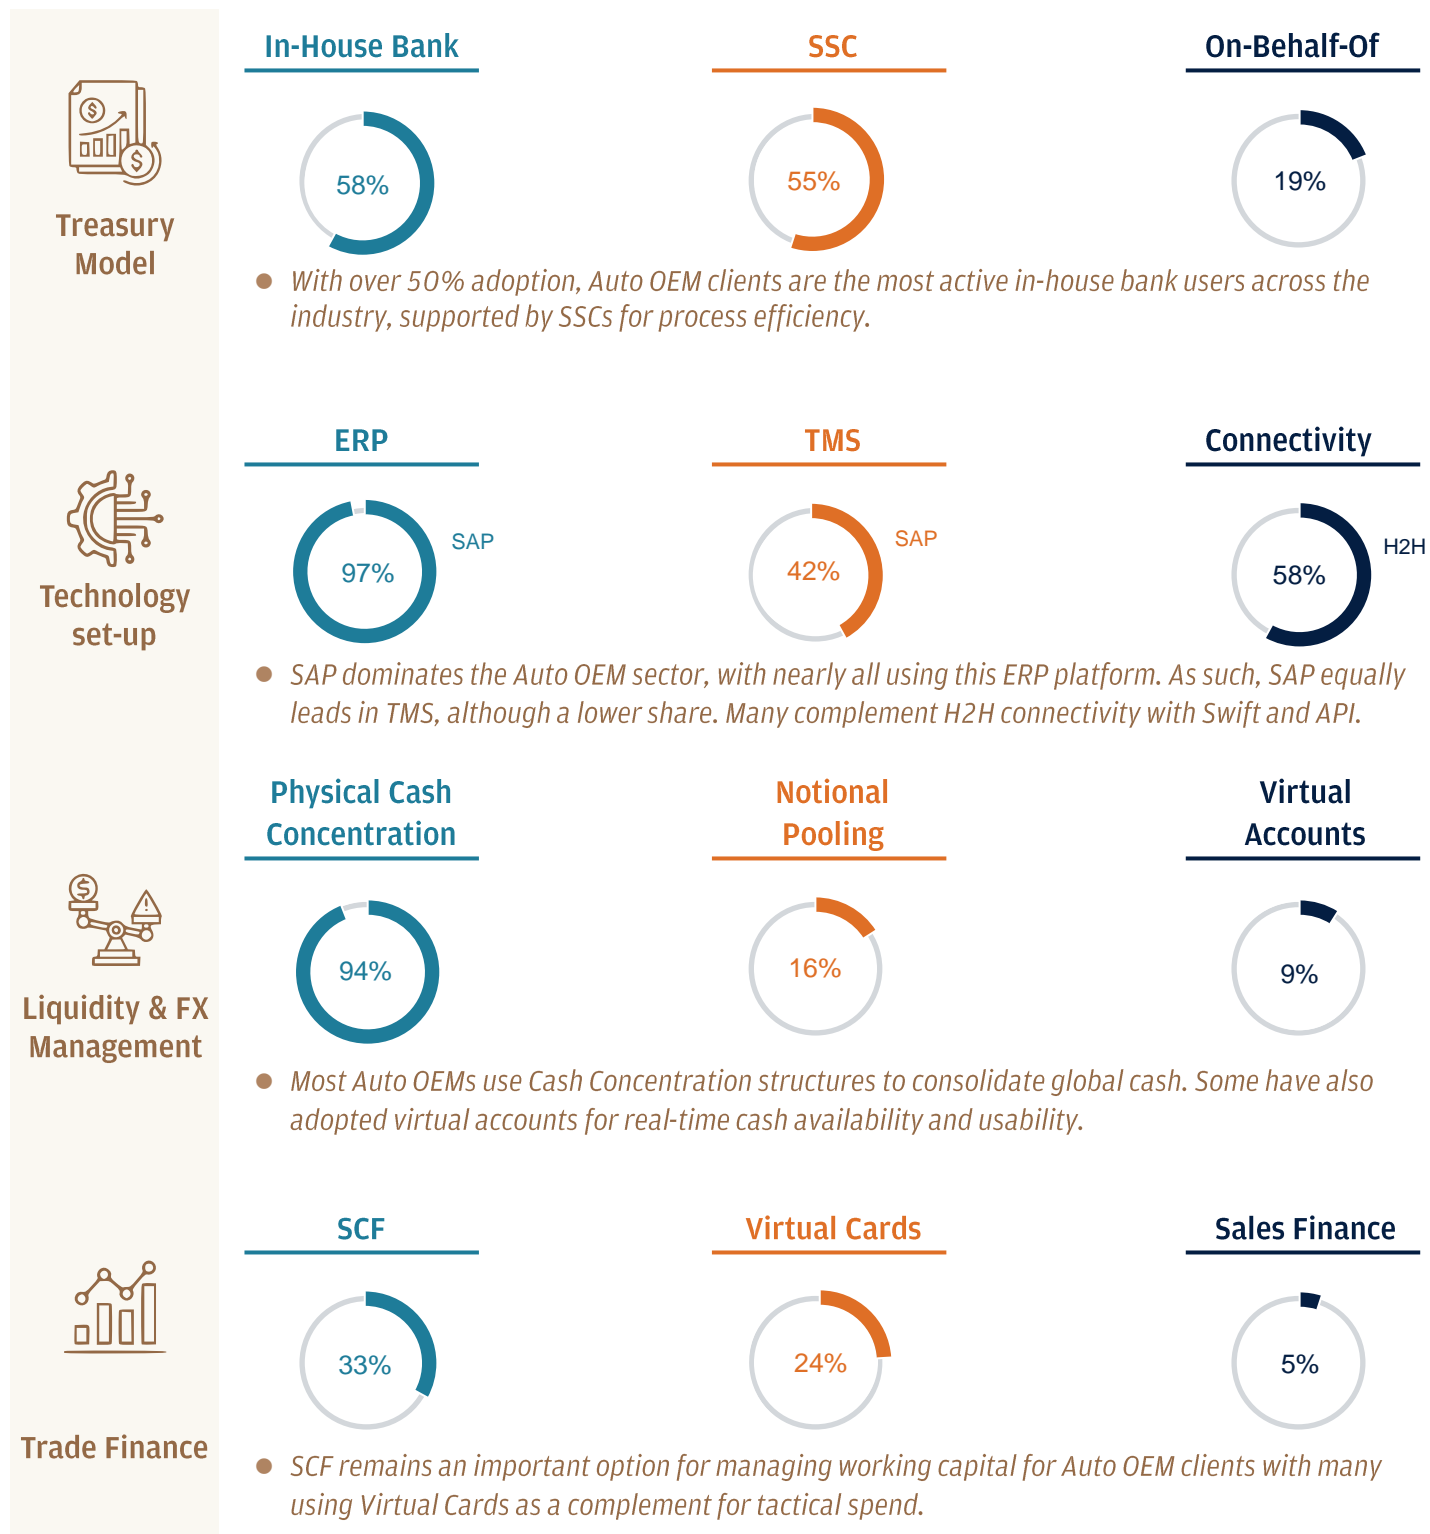 In-House Bank
SSC
On-Behalf-Of
$
$
58%
55%
19%
Treasury
Model
With over 50% adoption, Auto OEM clients are the most active in-house bank users across the
industry, supported by SSCs for process efficiency.
ERP
TMS
Connectivity
SAP
SAP
H2H
97%
42%
58%
Technology
set-up
SAP dominates the Auto OEM sector, with nearly all using this ERP platform. As such, SAP equally
leads in TMS, although a lower share. Many complement H2H connectivity with Swift and API.
Physical Cash
Concentration
Notional
Pooling
Virtual
Accounts
$
!
94%
16%
9%
Liquidity & FX
Management
Most Auto OEMs use Cash Concentration structures to consolidate global cash. Some have also
adopted virtual accounts for real-time cash availability and usability.
SCF
Virtual Cards
Sales Finance
33%
24%
5%
Trade Finance
SCF remains an important option for managing working capital for Auto OEM clients with many
using Virtual Cards as a complement for tactical spend.